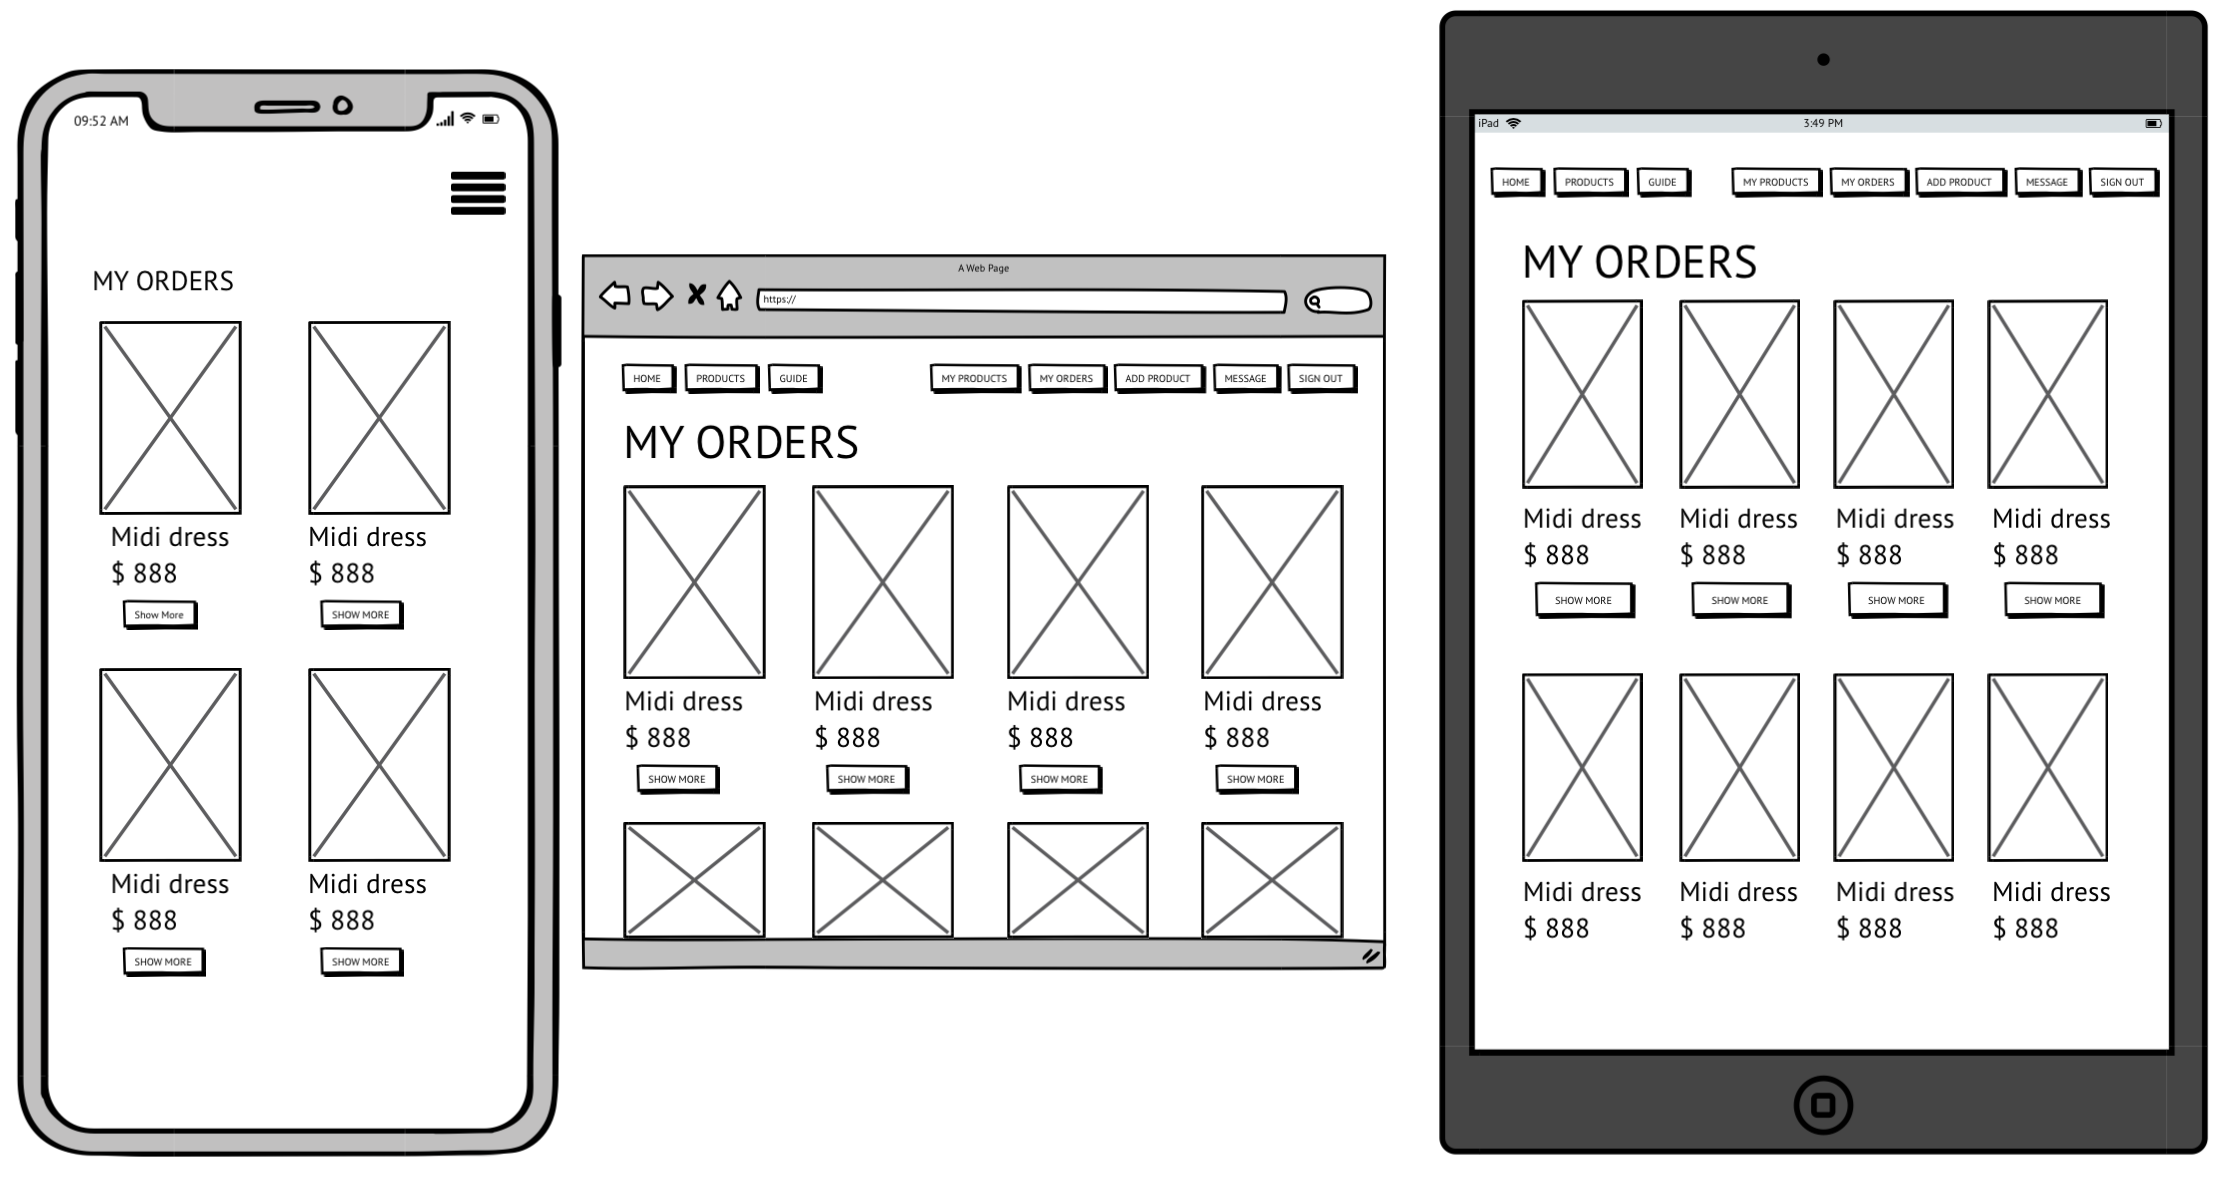 09:52 AM
MY ORDERS
Midi dress Midi dress
$ 888 $ 888
Show More SHOW MORE
Midi dress Midi dress
$ 888 $ 888
SHOW MORE SHOW MORE
A Web Page
https://
HOME PRODUCTS GUIDE MY PRODUCTS MY ORDERS ADD PRODUCT MESSAGE SIGN OUT
MY ORDERS
Midi dress Midi dress Midi dress Midi dress
$ 888 $ 888 $ 888 $ 888
SHOW MORE SHOW MORE SHOW MORE SHOW MORE
iPad 3:49 PM
HOME PRODUCTS GUIDE MY PRODUCTS MY ORDERS ADD PRODUCT MESSAGE SIGN OUT
MY ORDERS
Midi dress Midi dress Midi dress Midi dress
$ 888 $ 888 $ 888 $ 888
SHOW MORE SHOW MORE SHOW MORE SHOW MORE
Midi dress Midi dress Midi dress Midi dress
$ 888 $ 888 $ 888 $ 888